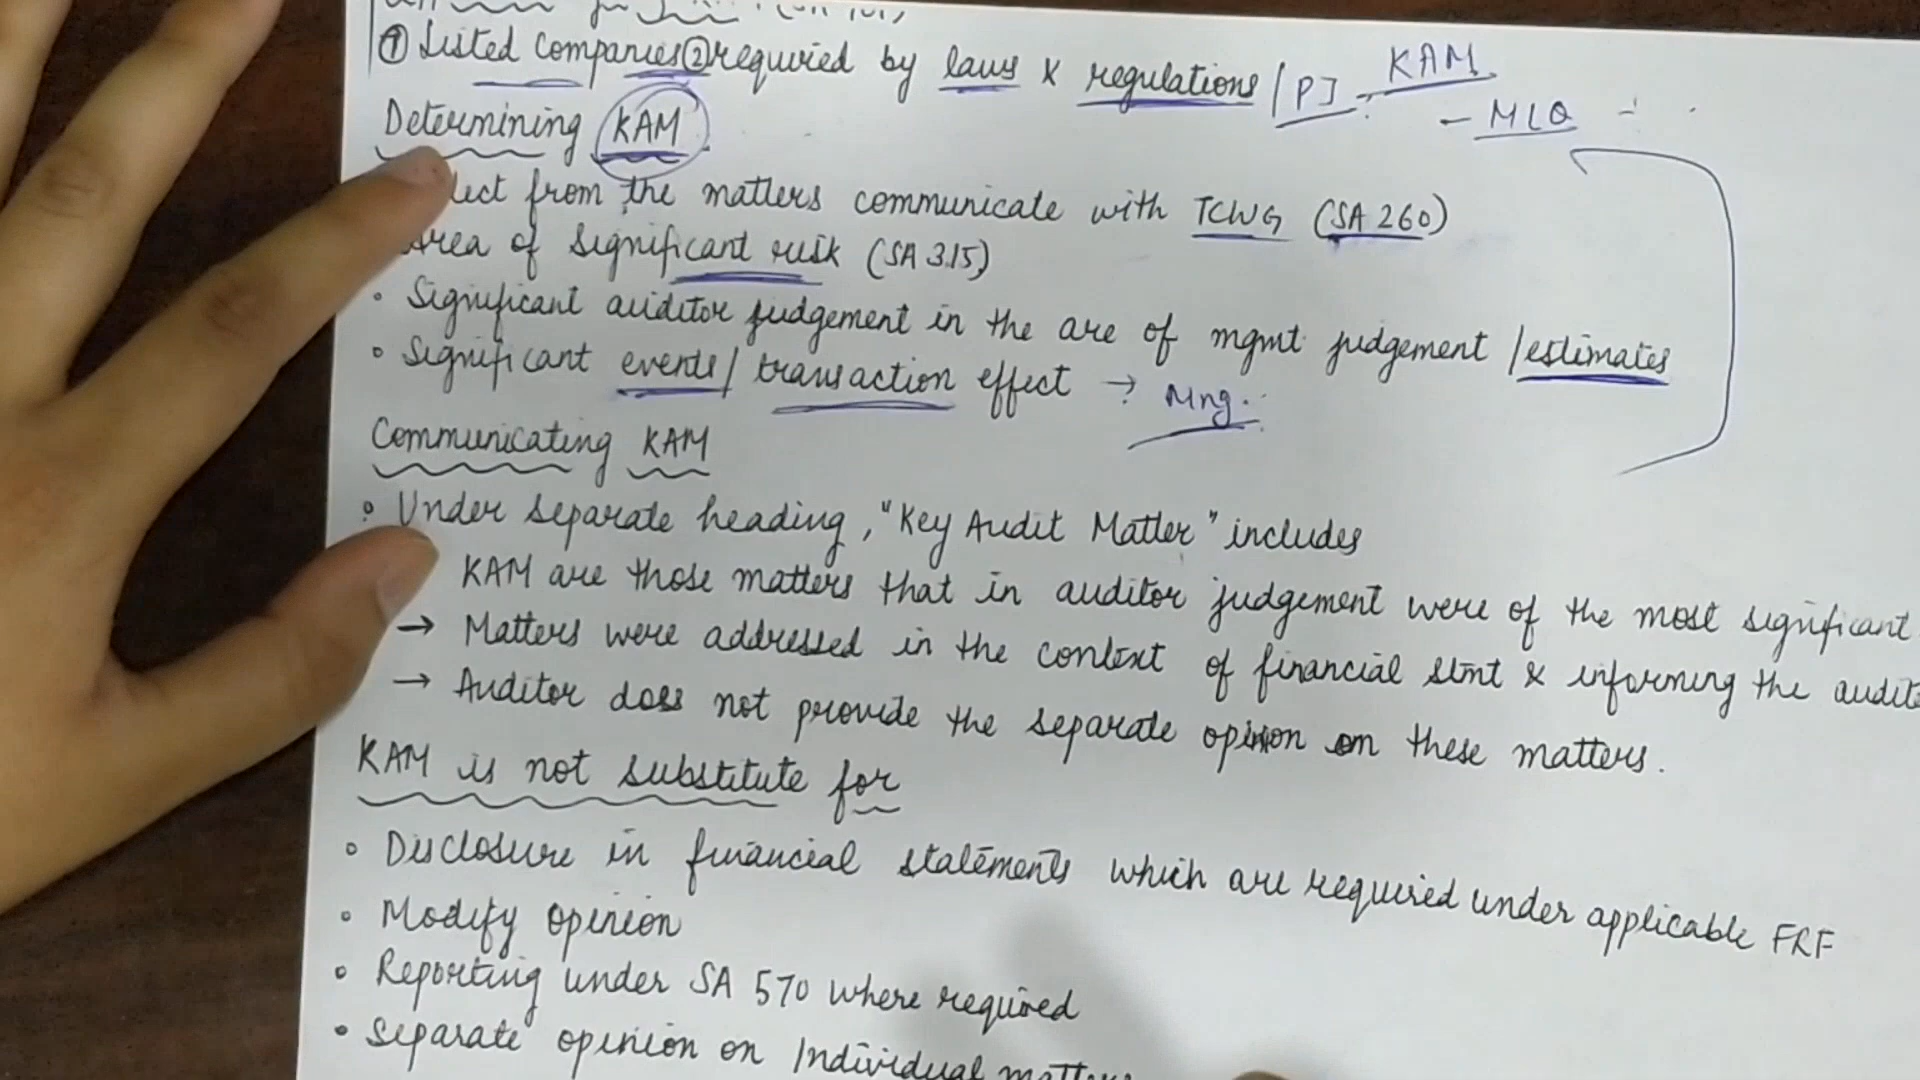 ① Listed Companies ② required by laws & regulations / PJ. KAM
- MCQ
Determining KAM
lect from the matters communicate with TCWG (SA 260)
Area of significant risk (SA 315)
• Significant auditor judgement in the are of mgmt judgement / estimates
• Significant events / transaction effect → Mng.
Communicating KAM
• Under separate heading, "Key Audit Matter" includes
KAM are those matters that in auditor judgement were of the most significant
→ Matters were addressed in the context of financial stmt & informing the audit
→ Auditor does not provide the separate opinion on these matters.
KAM is not substitute for
• Disclosure in financial statements which are required under applicable FRF
• Modify opinion
• Reporting under SA 570 where required
• Separate opinion on Individual matters